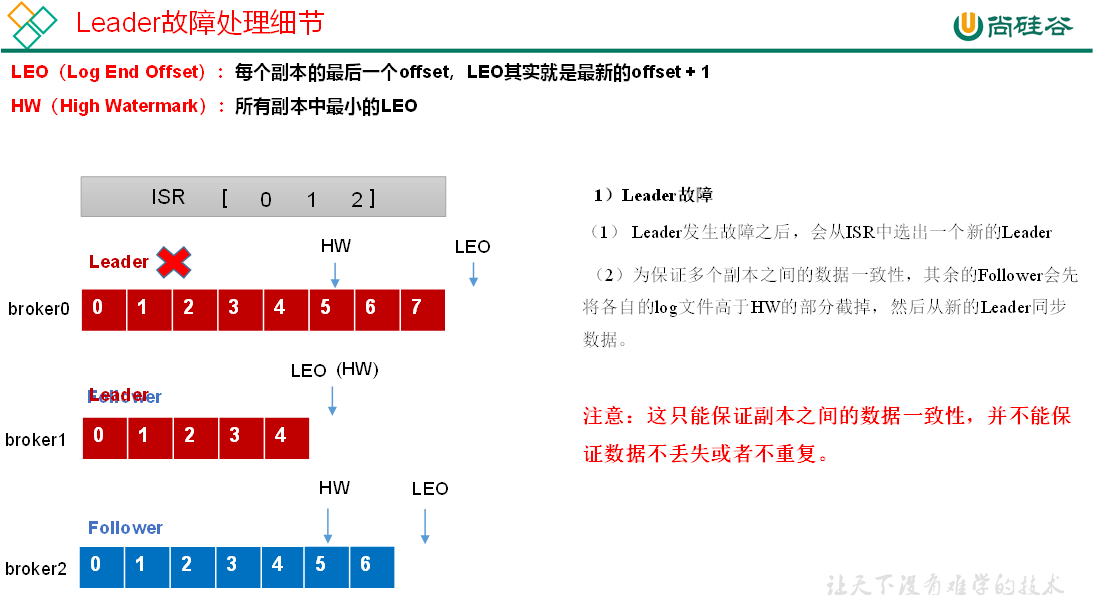 Leader故障处理细节
尚硅谷
LEO（Log End Offset）：每个副本的最后一个offset，LEO其实就是最新的offset + 1
HW（High Watermark）：所有副本中最小的LEO
ISR [ 0 1 2 ]
HW
LEO
Leader
broker0
0 1 2 3 4 5 6 7
LEO（HW）
Leader
Follower
broker1
0 1 2 3 4
HW
LEO
Follower
broker2
0 1 2 3 4 5 6
1）Leader故障
（1） Leader发生故障之后，会从ISR中选出一个新的Leader
（2）为保证多个副本之间的数据一致性，其余的Follower会先
将各自的log文件高于HW的部分截掉，然后从新的Leader同步
数据。
注意：这只能保证副本之间的数据一致性，并不能保
证数据不丢失或者不重复。
让天下没有难学的技术